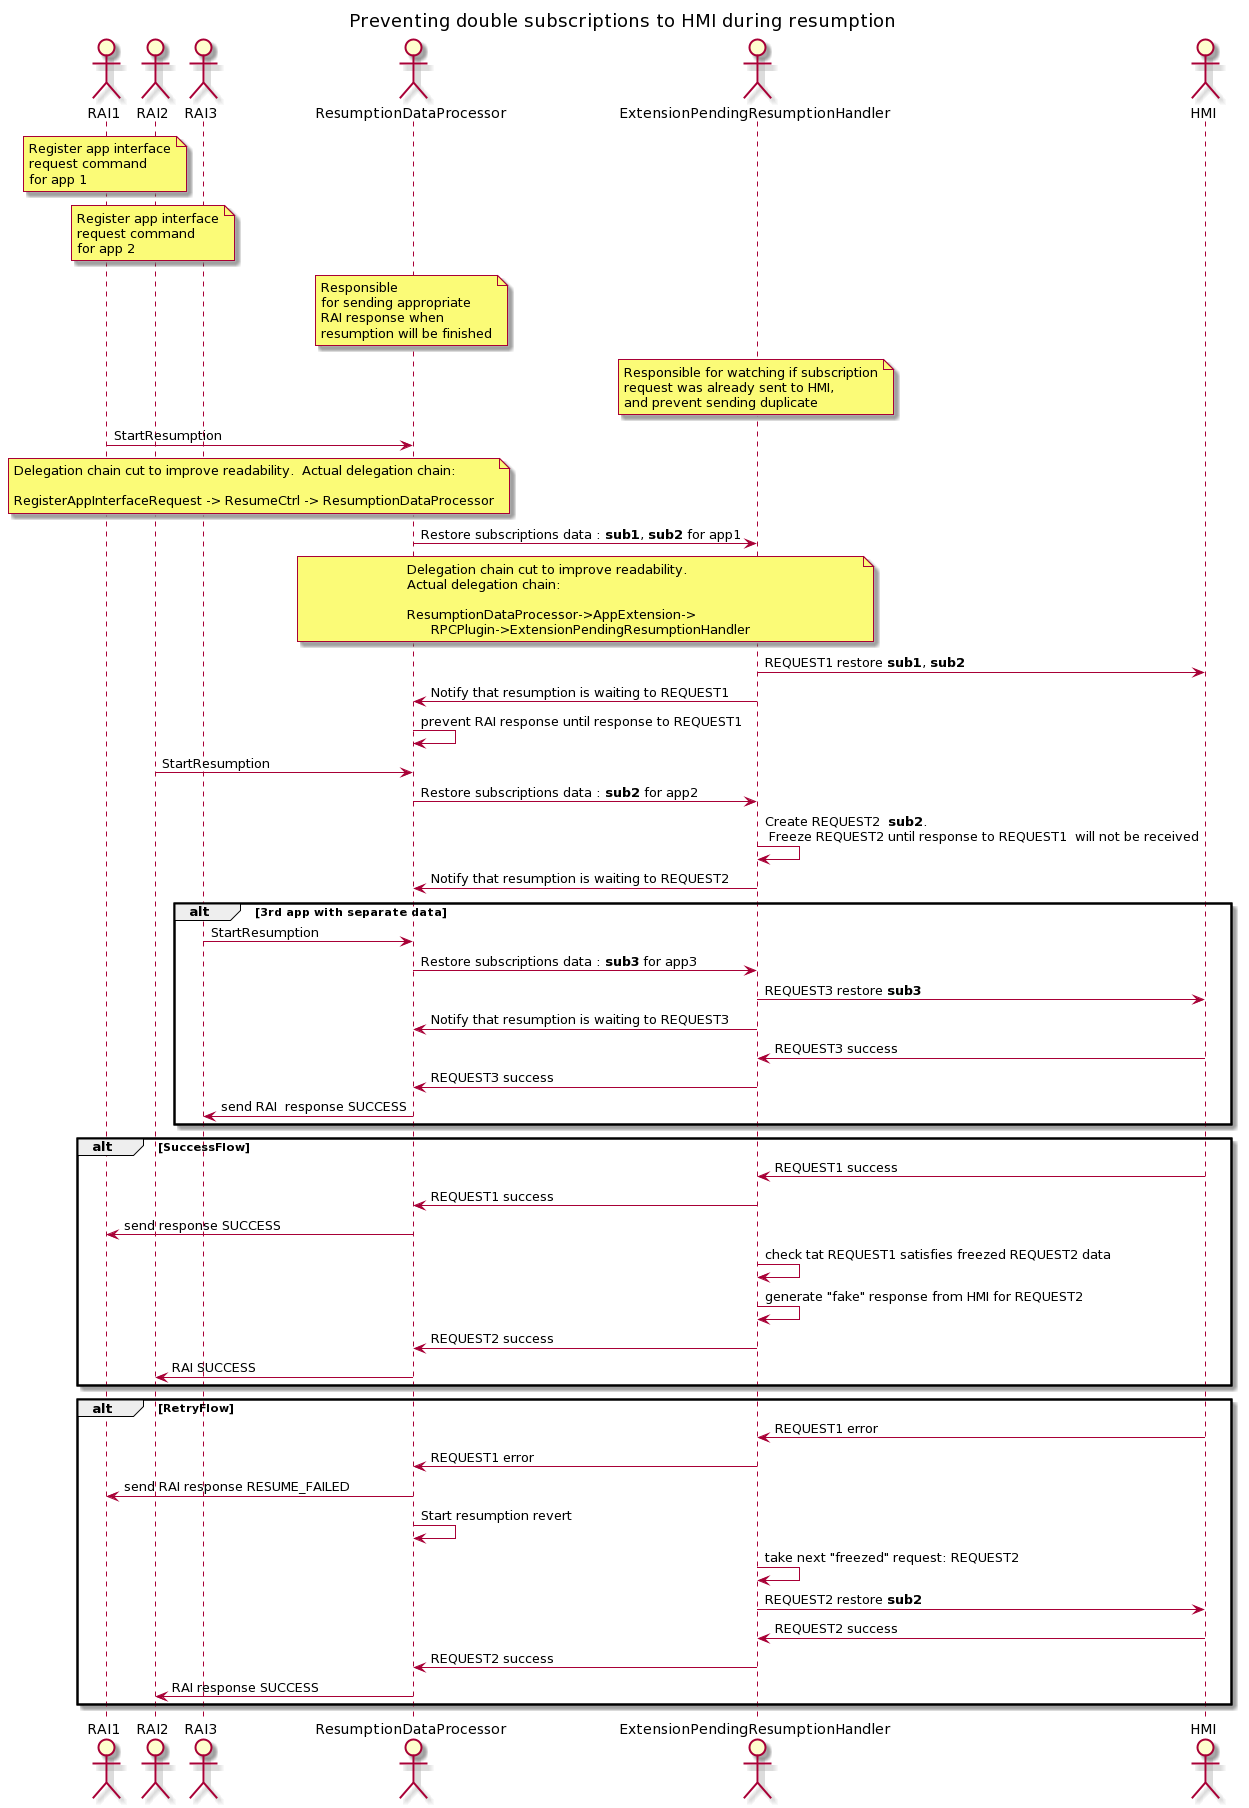 Preventing double subscriptions to HMI during resumption
RAI1
RAI2
RAI3
ResumptionDataProcessor
ExtensionPendingResumptionHandler
HMI
Register app interface
request command
for app 1
Register app interface
request command
for app 2
Responsible
for sending appropriate
RAI response when
resumption will be finished
Responsible for watching if subscription
request was already sent to HMI,
and prevent sending duplicate
StartResumption
Delegation chain cut to improve readability.  Actual delegation chain:
RegisterAppInterfaceRequest -> ResumeCtrl -> ResumptionDataProcessor
Restore subscriptions data : sub1, sub2 for app1
Delegation chain cut to improve readability.
Actual delegation chain:
ResumptionDataProcessor->AppExtension->
RPCPlugin->ExtensionPendingResumptionHandler
REQUEST1 restore sub1, sub2
Notify that resumption is waiting to REQUEST1
prevent RAI response until response to REQUEST1
StartResumption
Restore subscriptions data : sub2 for app2
Create REQUEST2  sub2.
Freeze REQUEST2 until response to REQUEST1  will not be received
Notify that resumption is waiting to REQUEST2
alt [3rd app with separate data]
StartResumption
Restore subscriptions data : sub3 for app3
REQUEST3 restore sub3
Notify that resumption is waiting to REQUEST3
REQUEST3 success
REQUEST3 success
send RAI  response SUCCESS
alt [SuccessFlow]
REQUEST1 success
REQUEST1 success
send response SUCCESS
check tat REQUEST1 satisfies freezed REQUEST2 data
generate "fake" response from HMI for REQUEST2
REQUEST2 success
RAI SUCCESS
alt [RetryFlow]
REQUEST1 error
REQUEST1 error
send RAI response RESUME_FAILED
Start resumption revert
take next "freezed" request: REQUEST2
REQUEST2 restore sub2
REQUEST2 success
REQUEST2 success
RAI response SUCCESS
RAI1
RAI2
RAI3
ResumptionDataProcessor
ExtensionPendingResumptionHandler
HMI